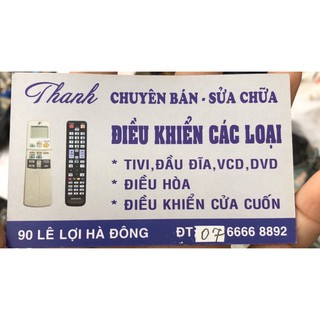 Thanh CHUYÊN BÁN - SỬA CHỮA
ĐIỀU KHIỂN CÁC LOẠI
* TIVI,ĐẦU ĐĨA,VCD,DVD
* ĐIỀU HÒA
* ĐIỀU KHIỂN CỬA CUỐN
90 LÊ LỢI HÀ ĐÔNG ĐT: 07 6666 8892